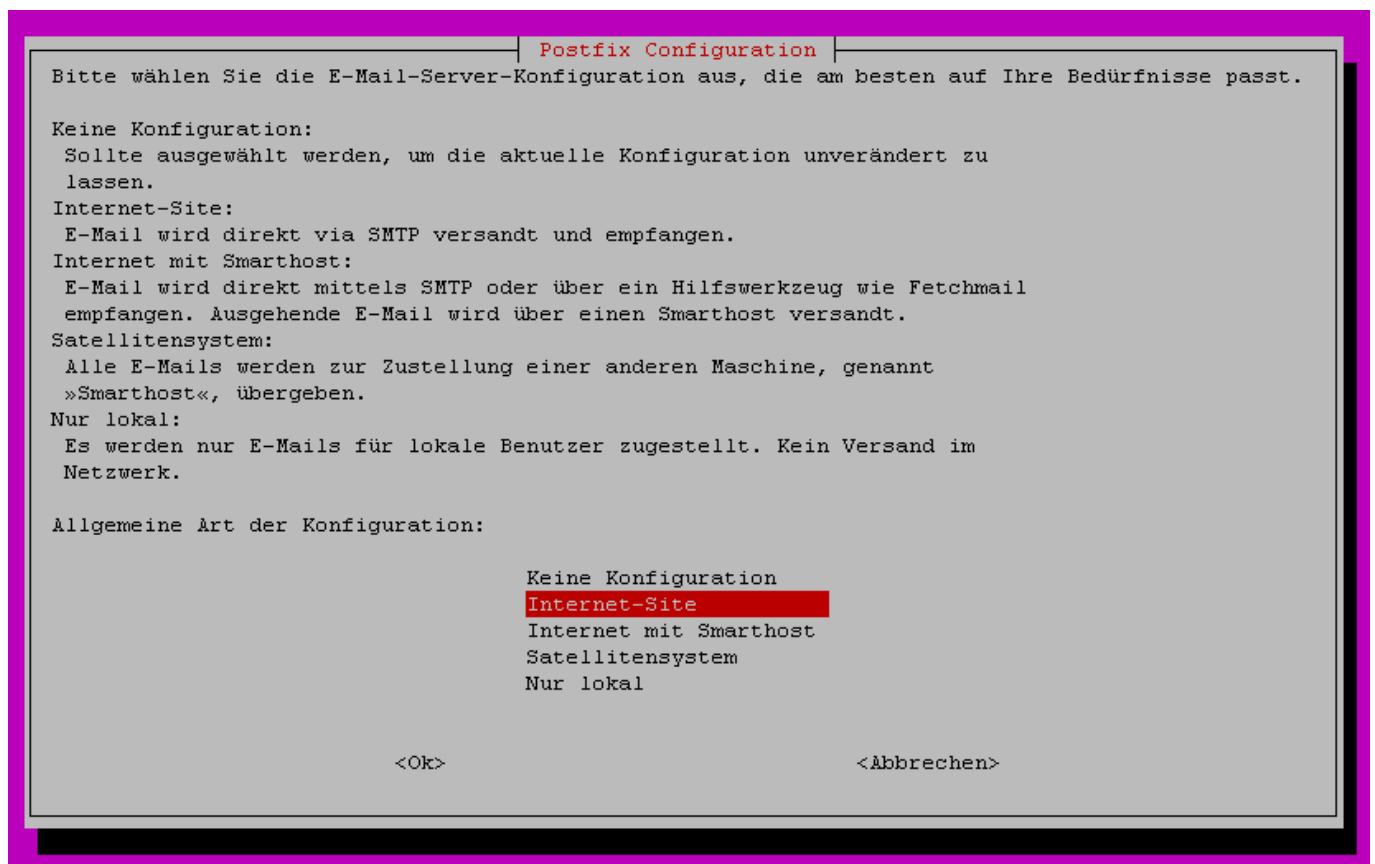 Postfix Configuration
Bitte wählen Sie die E-Mail-Server-Konfiguration aus, die am besten auf Ihre Bedürfnisse passt.
Keine Konfiguration:
Sollte ausgewählt werden, um die aktuelle Konfiguration unverändert zu
lassen.
Internet-Site:
E-Mail wird direkt via SMTP versandt und empfangen.
Internet mit Smarthost:
E-Mail wird direkt mittels SMTP oder über ein Hilfswerkzeug wie Fetchmail
empfangen. Ausgehende E-Mail wird über einen Smarthost versandt.
Satellitensystem:
Alle E-Mails werden zur Zustellung einer anderen Maschine, genannt
»Smarthost«, übergeben.
Nur lokal:
Es werden nur E-Mails für lokale Benutzer zugestellt. Kein Versand im
Netzwerk.
Allgemeine Art der Konfiguration:
Keine Konfiguration
Internet-Site
Internet mit Smarthost
Satellitensystem
Nur lokal
<Ok> <Abbrechen>